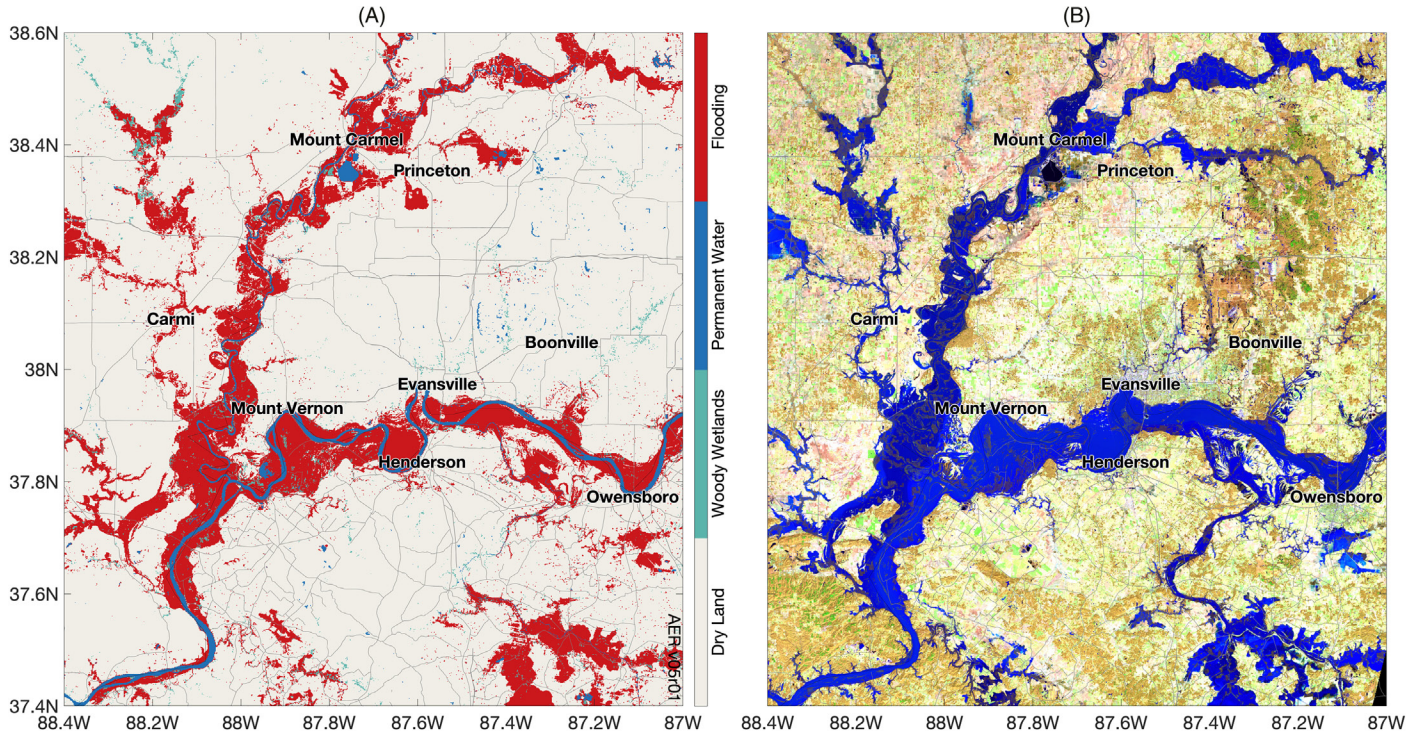 (A)
(B)
38.6N
38.4N
38.2N
38N
37.8N
37.6N
37.4N
88.4W
88.2W
88W
87.8W
87.6W
87.4W
87.2W
87W
Mount Carmel
Princeton
Carmi
Boonville
Evansville
Mount Vernon
Henderson
Owensboro
AER v05r01
Flooding
Permanent Water
Woody Wetlands
Dry Land
Mount Carmel
Princeton
Carmi
Boonville
Evansville
Mount Vernon
Henderson
Owensboro
88.4W
88.2W
88W
87.8W
87.6W
87.4W
87.2W
87W